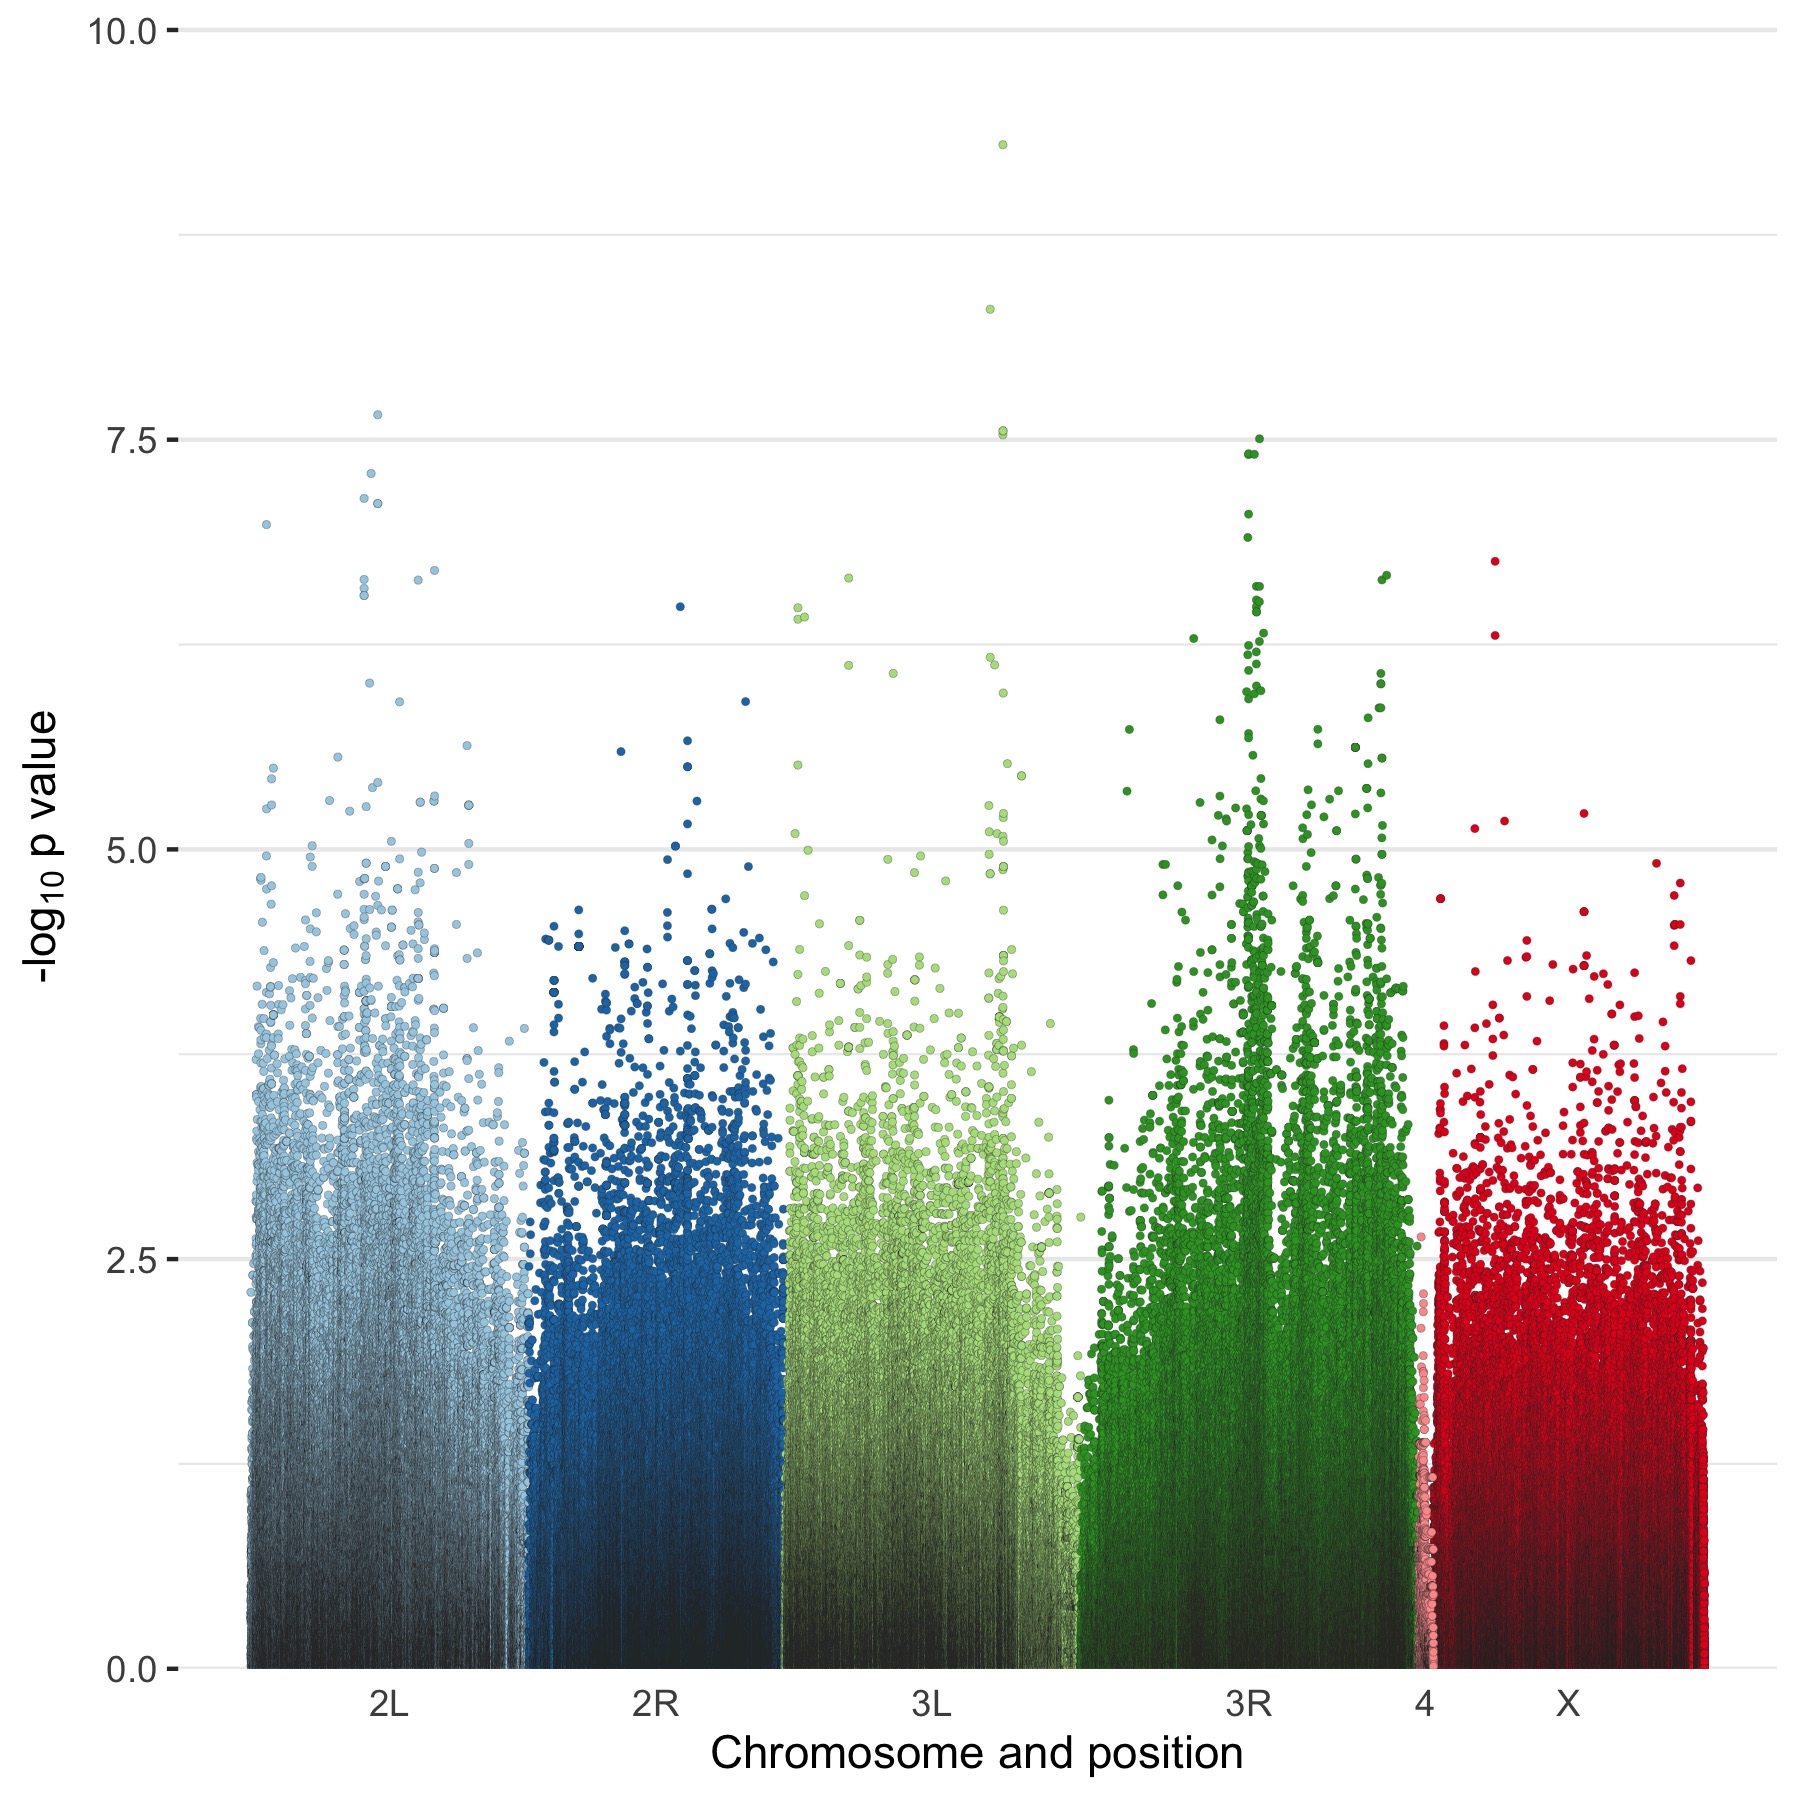 10.0
7.5
5.0
2.5
0.0
-log₁₀ p value
2L 2R 3L 3R 4 X
Chromosome and position